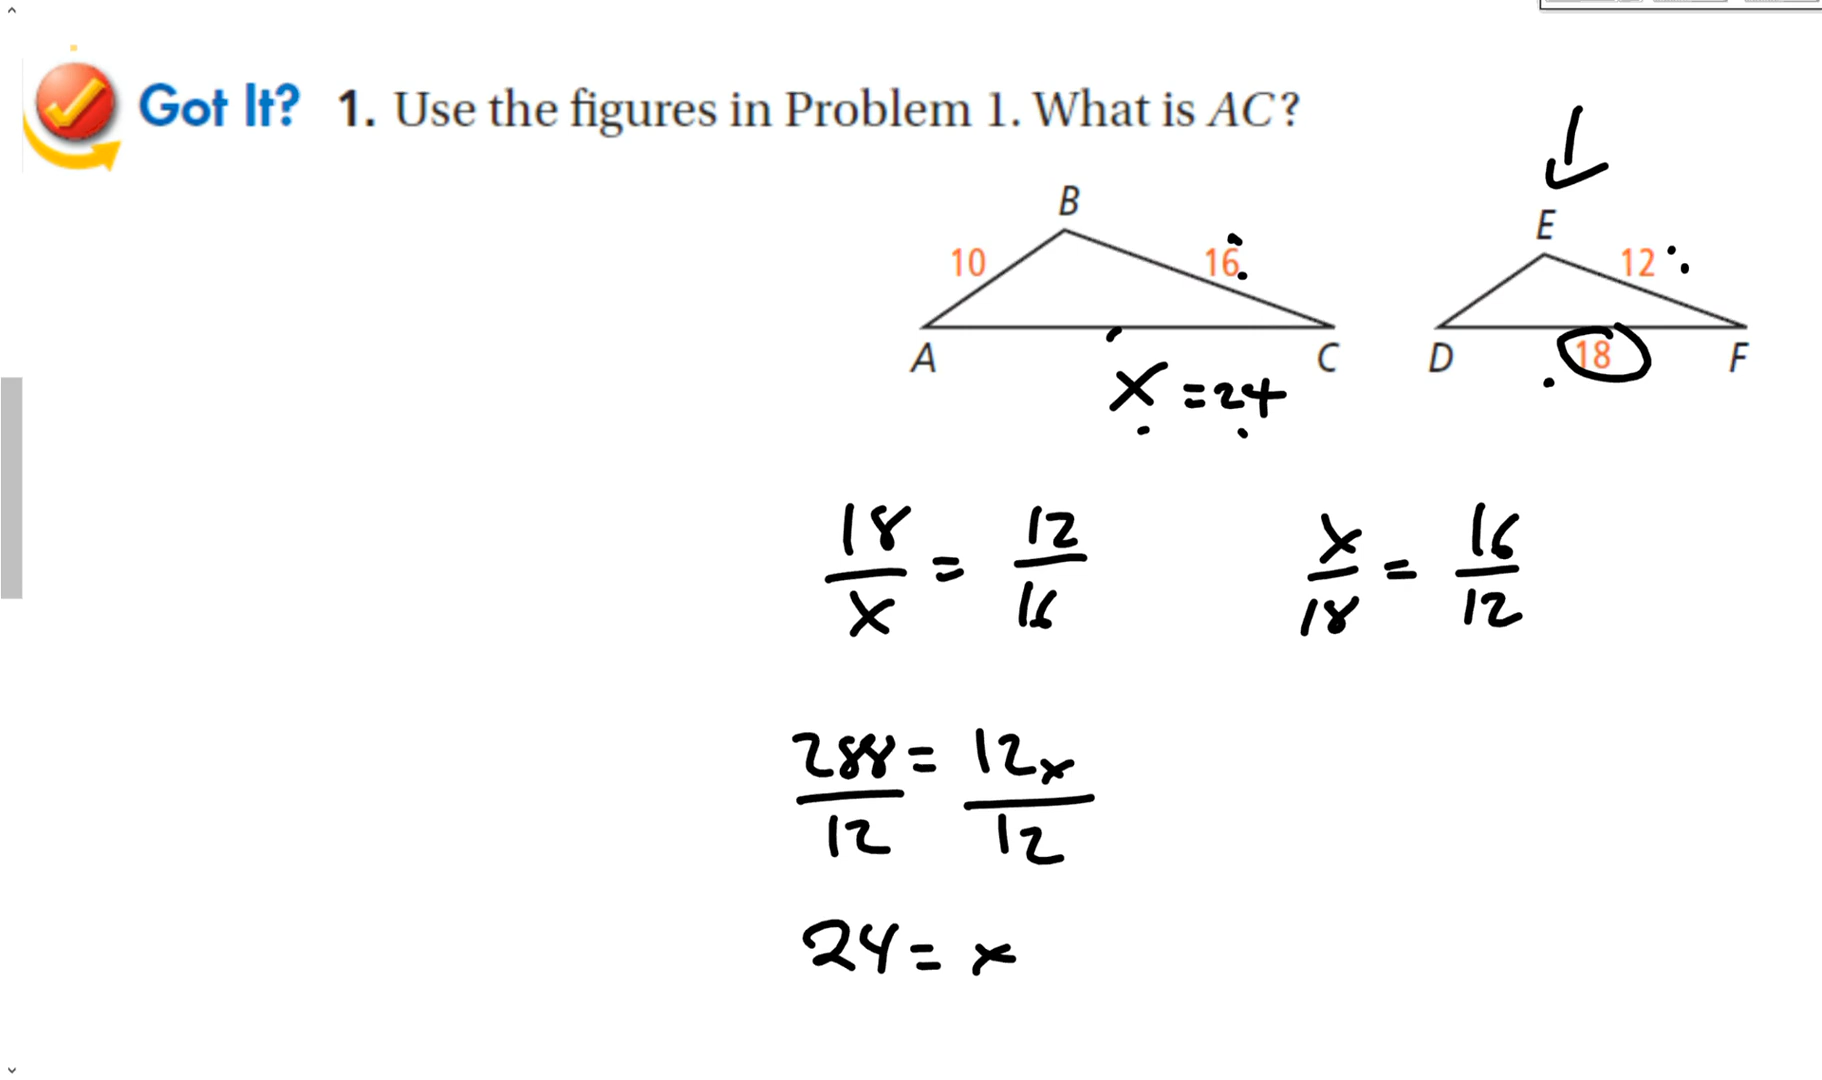 Got It? 1. Use the figures in Problem 1. What is AC?
B
E
10
16
12
A
C
D
18
F
x = 24
18/x = 12/16
x/18 = 16/12
288/12 = 12x/12
24 = x